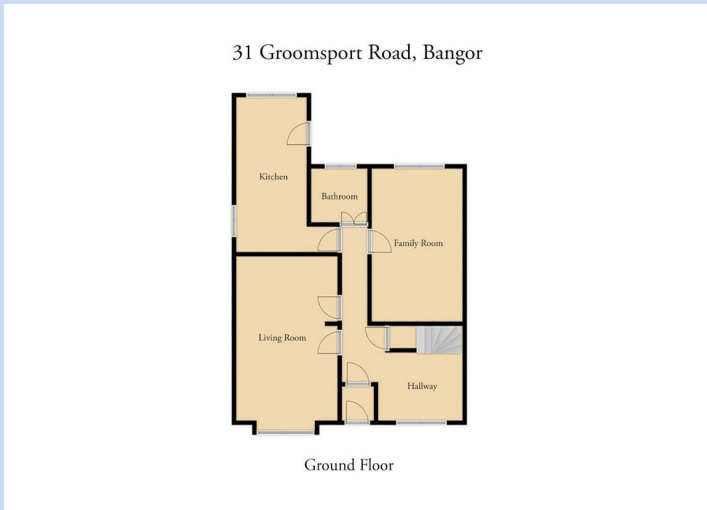 31 Groomsport Road, Bangor
Kitchen
Bathroom
Family Room
Living Room
Hallway
Ground Floor